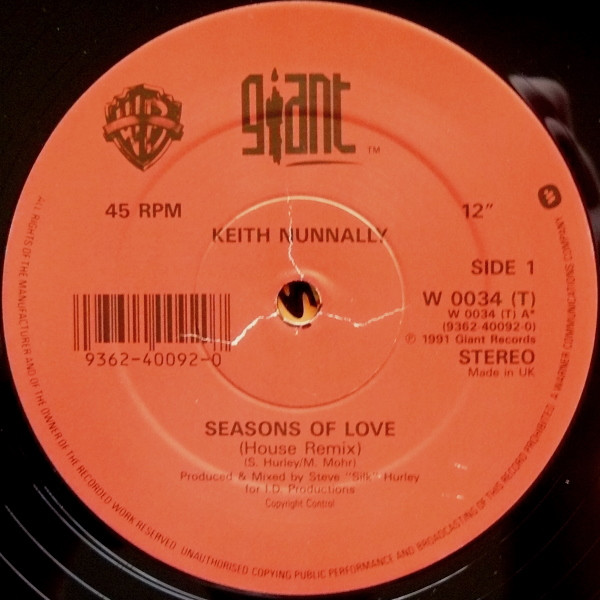 WB
giant
TM
45 RPM
12"
KEITH NUNNALLY
SIDE 1
W 0034 (T)
W 0034 (T) A*
(9362-40092-0)
℗ 1991 Giant Records
STEREO
Made in UK
9362-40092-0
SEASONS OF LOVE
(House Remix)
(S. Hurley/M. Mohr)
Produced & Mixed by Steve "Silk" Hurley
for I.D. Productions
Copyright Control
ALL RIGHTS OF THE MANUFACTURER AND OF THE OWNER OF THE RECORDED WORK RESERVED. UNAUTHORISED COPYING PUBLIC PERFORMANCE AND BROADCASTING OF THIS RECORD PROHIBITED. A WARNER COMMUNICATIONS COMPANY